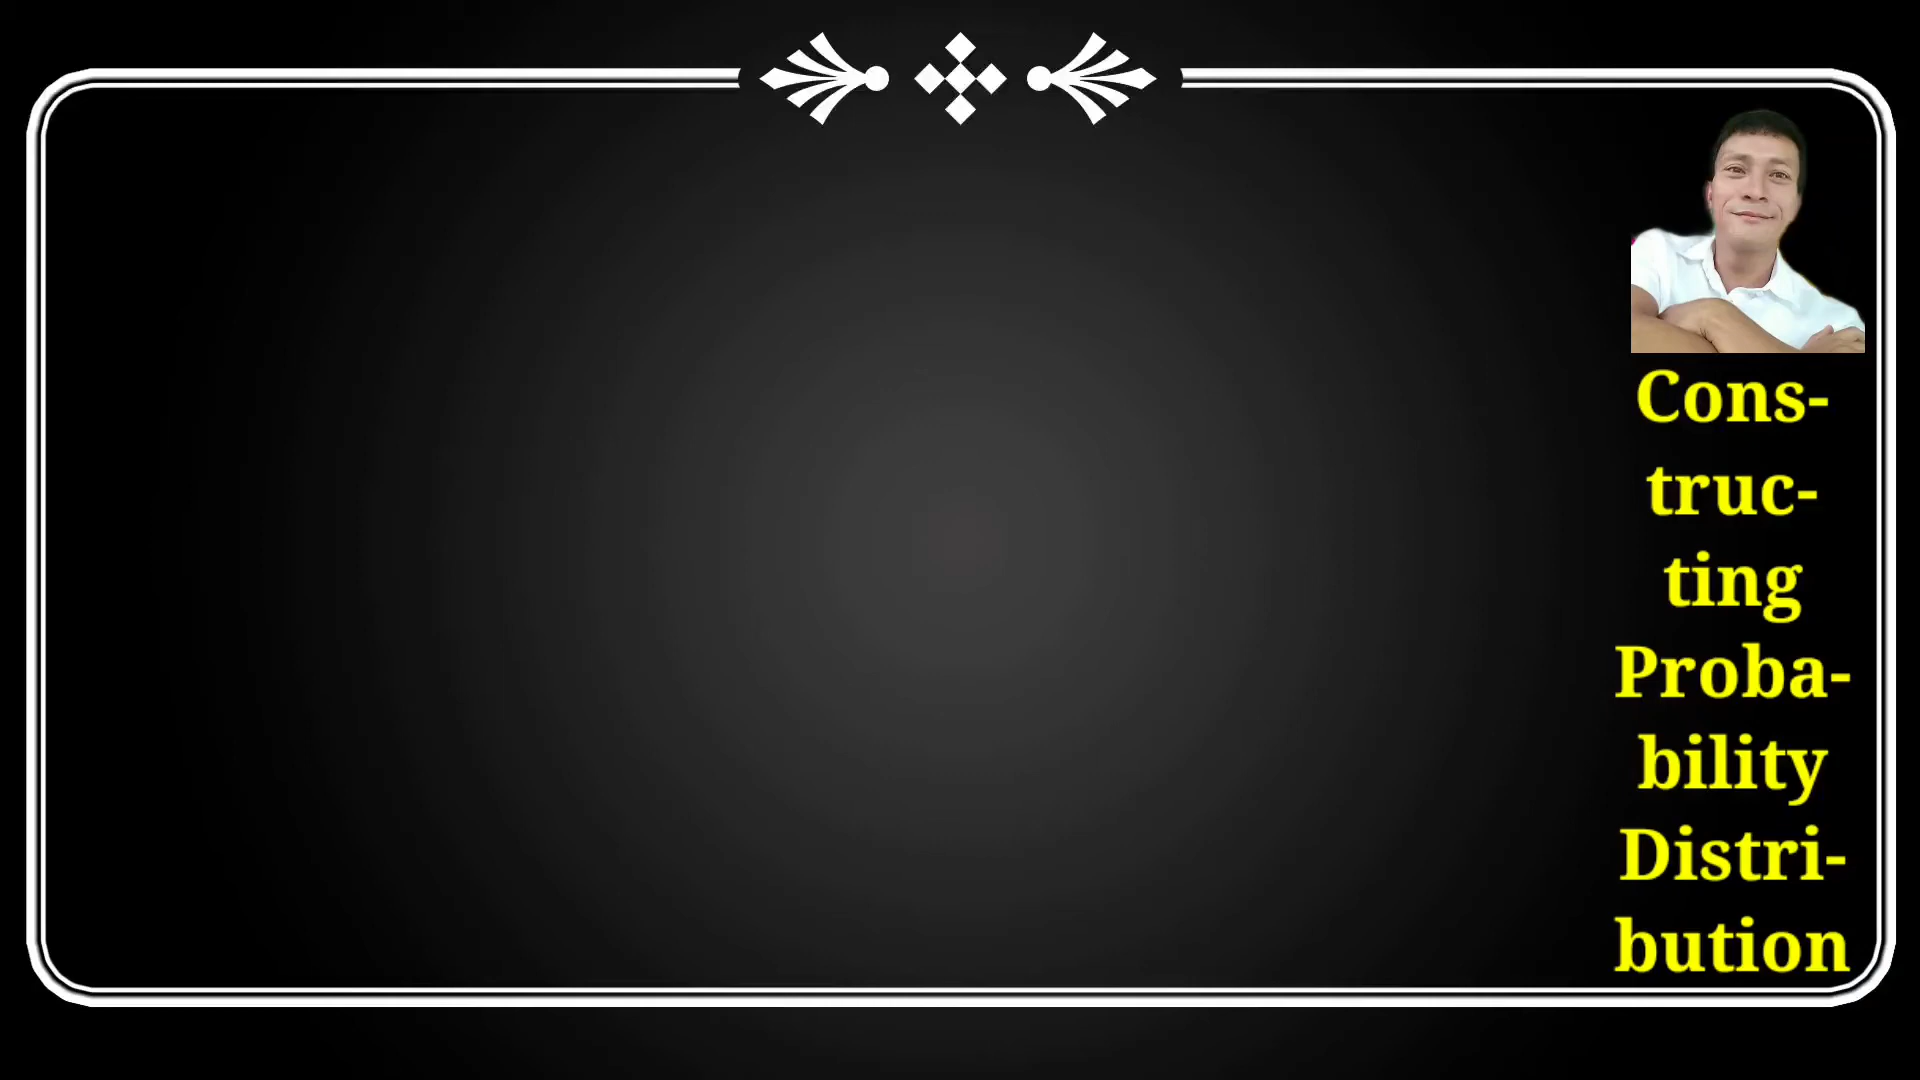 Cons-
truc-
ting
Proba-
bility
Distri-
bution